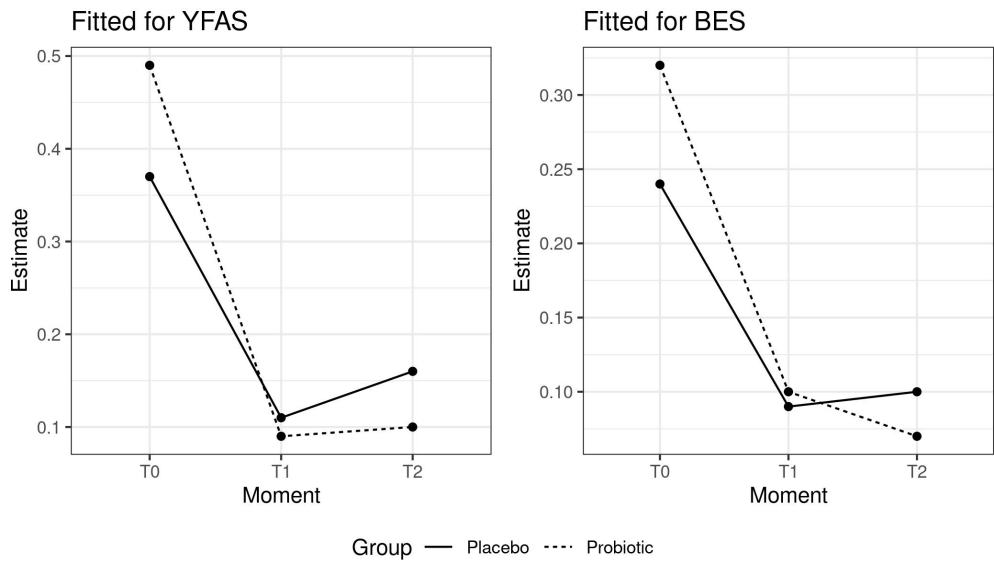 Fitted for YFAS
Estimate
0.5
0.4
0.3
0.2
0.1
T0 T1 T2
Moment
Fitted for BES
Estimate
0.30
0.25
0.20
0.15
0.10
T0 T1 T2
Moment
Group Placebo Probiotic